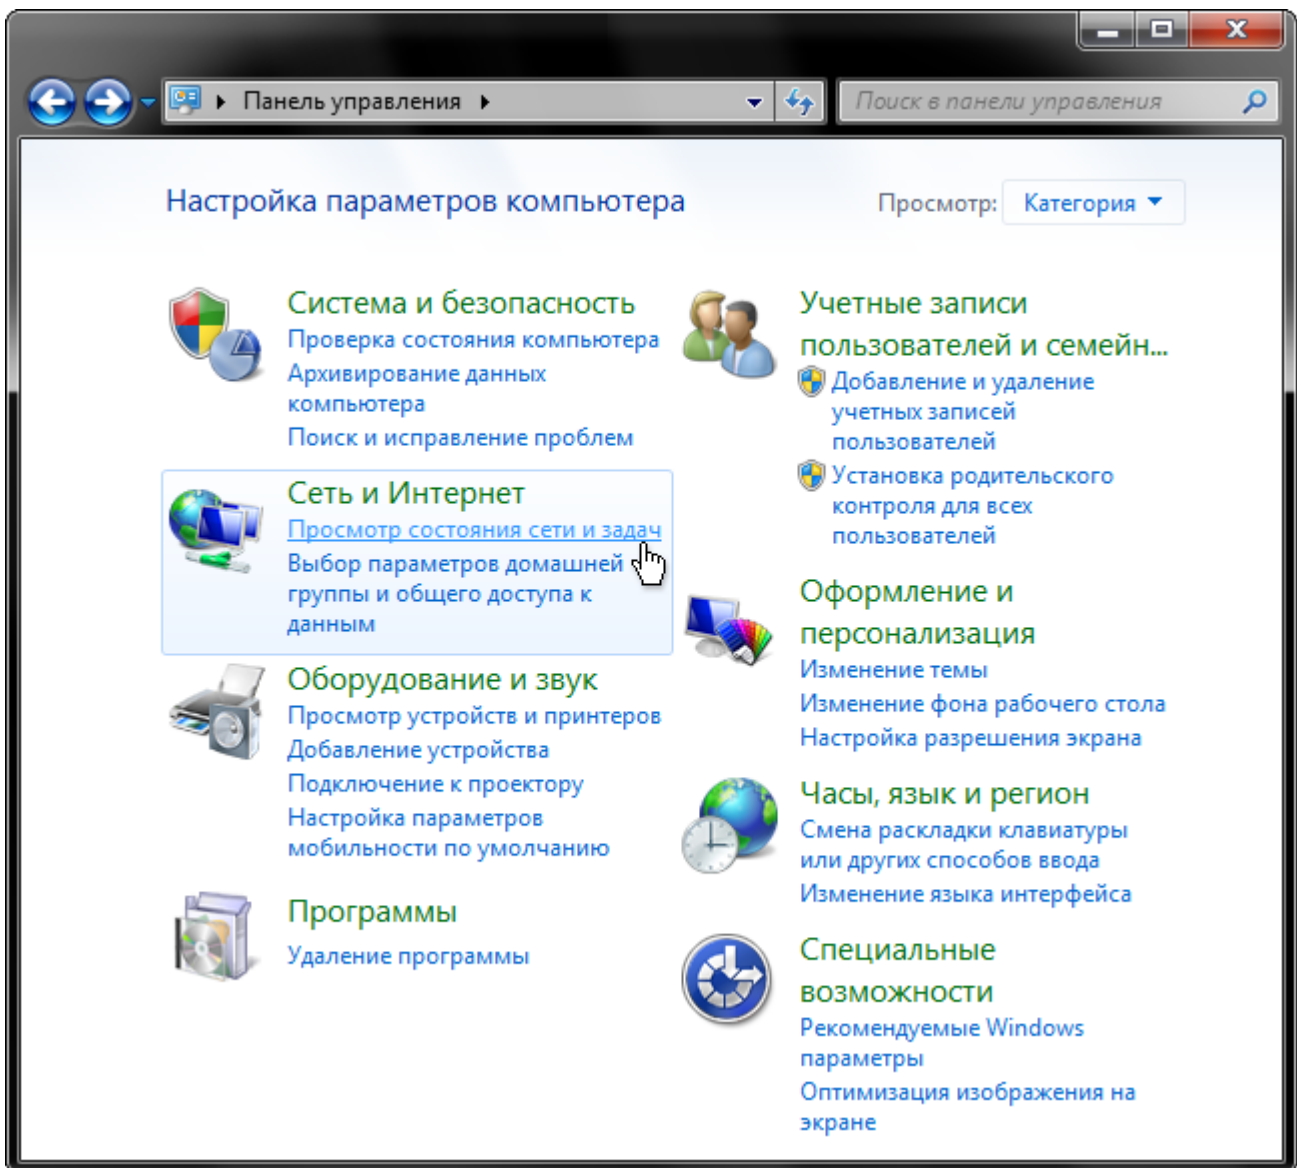 Панель управления
Поиск в панели управления
Настройка параметров компьютера
Просмотр: Категория
Система и безопасность
Проверка состояния компьютера
Архивирование данных
компьютера
Поиск и исправление проблем
Сеть и Интернет
Просмотр состояния сети и задач
Выбор параметров домашней
группы и общего доступа к
данным
Оборудование и звук
Просмотр устройств и принтеров
Добавление устройства
Подключение к проектору
Настройка параметров
мобильности по умолчанию
Программы
Удаление программы
Учетные записи
пользователей и семейн...
Добавление и удаление
учетных записей
пользователей
Установка родительского
контроля для всех
пользователей
Оформление и
персонализация
Изменение темы
Изменение фона рабочего стола
Настройка разрешения экрана
Часы, язык и регион
Смена раскладки клавиатуры
или других способов ввода
Изменение языка интерфейса
Специальные
возможности
Рекомендуемые Windows
параметры
Оптимизация изображения на
экране